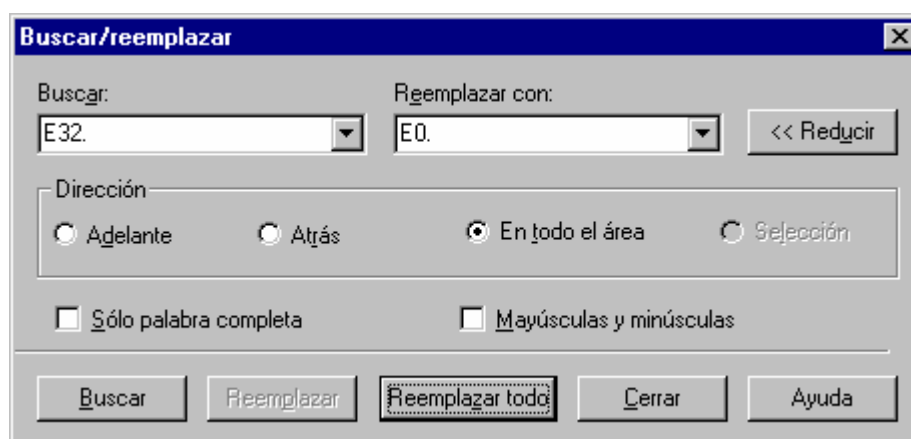 Buscar/reemplazar
Buscar: Reemplazar con:
E32. E0. << Reducir
Dirección
Adelante Atrás En todo el área Selección
Sólo palabra completa Mayúsculas y minúsculas
Buscar Reemplazar Reemplazar todo Cerrar Ayuda